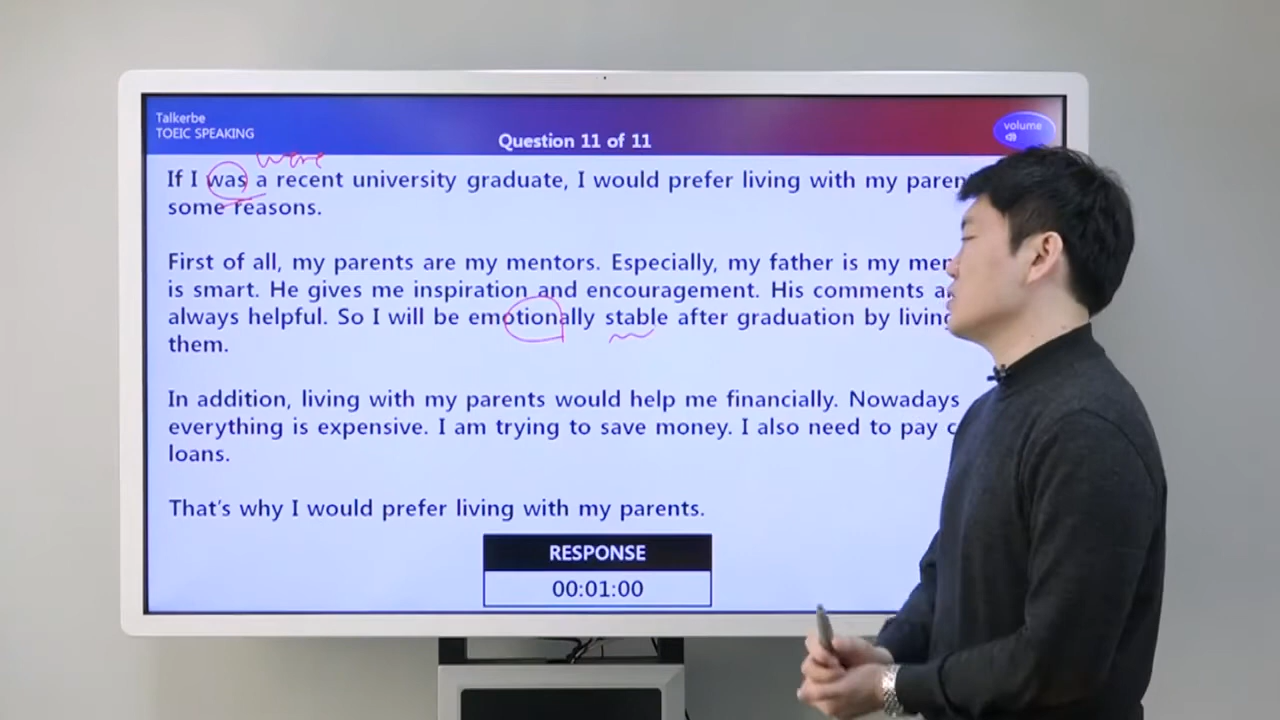 Talkerbe
TOEIC SPEAKING
Question 11 of 11
volume
were
If I was a recent university graduate, I would prefer living with my
some reasons.
First of all, my parents are my mentors. Especially, my father is my
is smart. He gives me inspiration and encouragement. His comments
always helpful. So I will be emotionally stable after graduation by
them.
In addition, living with my parents would help me financially. Nowadays
everything is expensive. I am trying to save money. I also need to pay
loans.
That's why I would prefer living with my parents.
RESPONSE
00:01:00